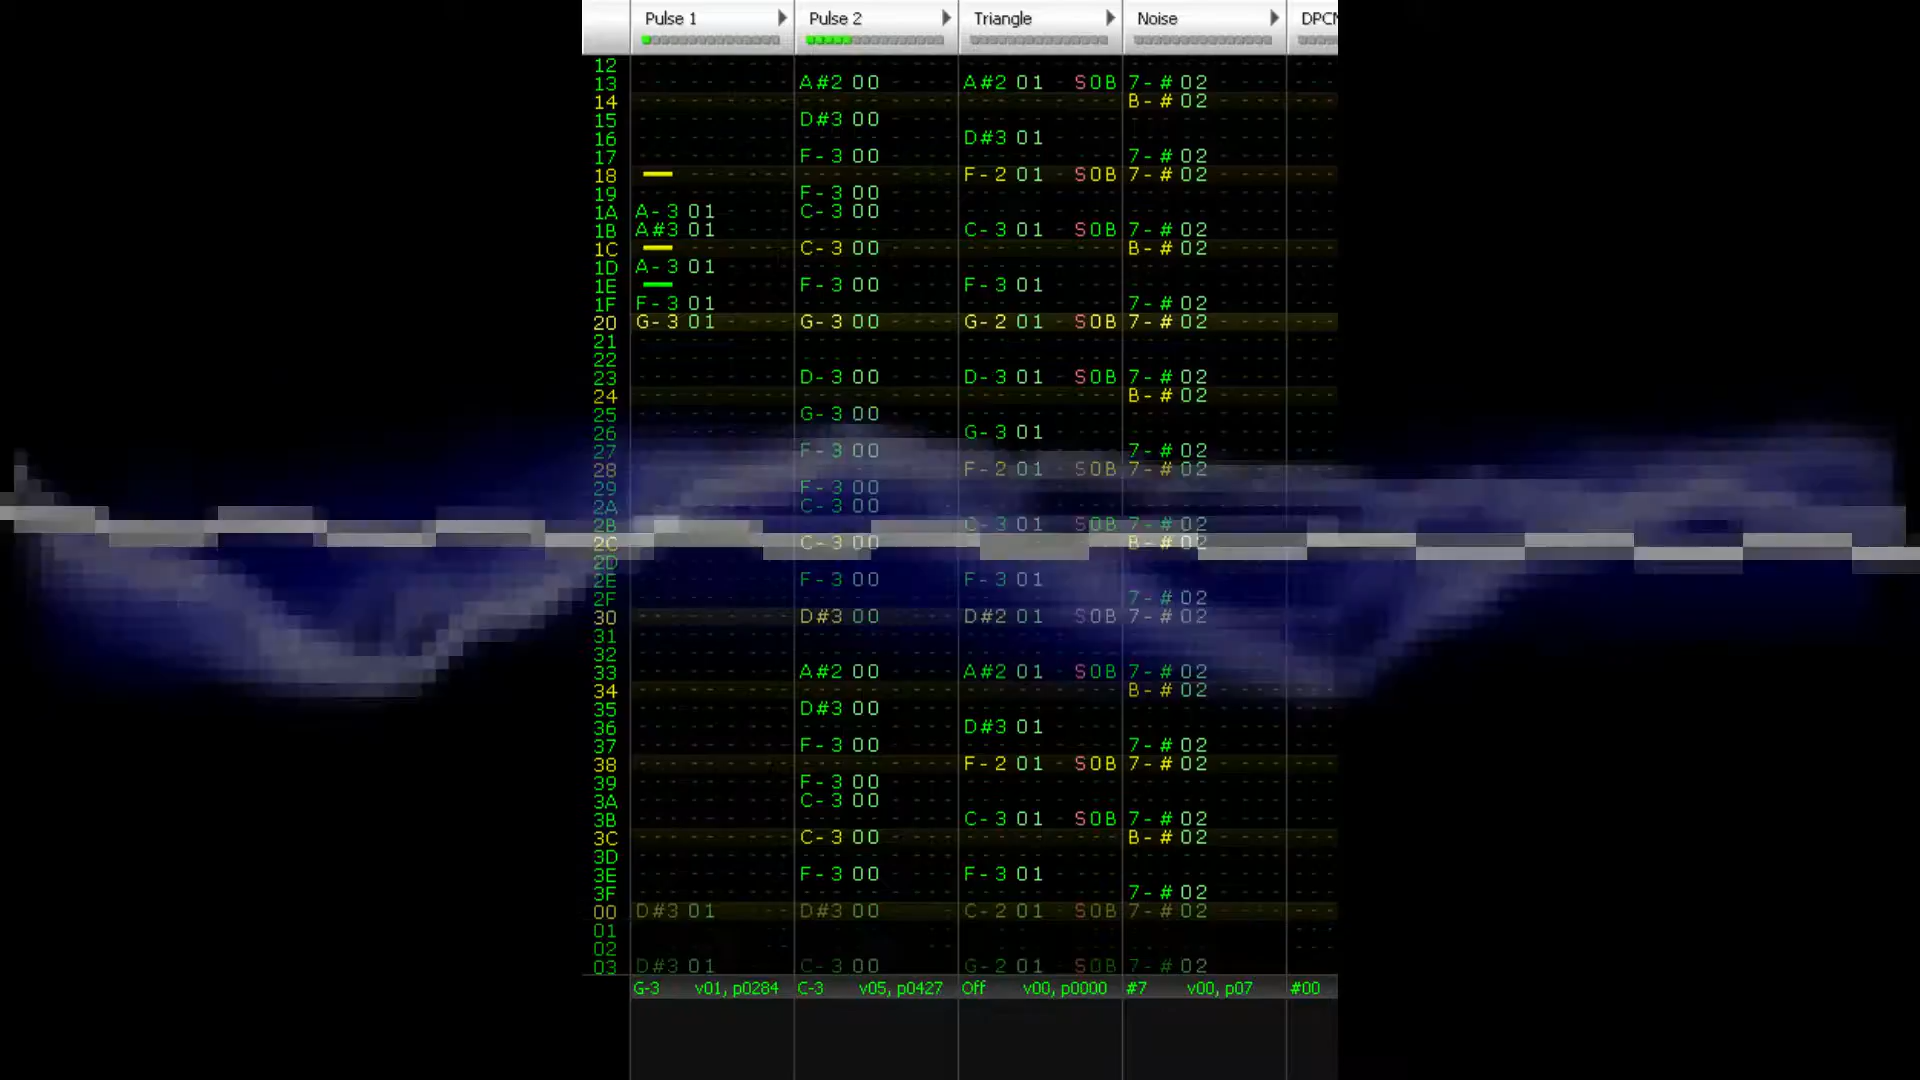 Pulse 1 Pulse 2 Triangle Noise DPCM
12
13 A#2 00 A#2 01 S0B 7-# 02
14 B-# 02
15 D#3 00
16 D#3 01
17 F-3 00 7-# 02
18 F-2 01 S0B 7-# 02
19 F-3 00
1A A-3 01 C-3 00
1B A#3 01 C-3 01 S0B 7-# 02
1C C-3 00 B-# 02
1D A-3 01
1E F-3 00 F-3 01
1F F-3 01 7-# 02
20 G-3 01 G-3 00 G-2 01 S0B 7-# 02
21
22
23 D-3 00 D-3 01 S0B 7-# 02
24 B-# 02
25 G-3 00
26 G-3 01
27 F-3 00 7-# 02
28 F-2 01 S0B 7-# 02
29 F-3 00
2A C-3 00
2B C-3 01 S0B 7-# 02
2C C-3 00 B-# 02
2D
2E F-3 00 F-3 01
2F 7-# 02
30 D#3 00 D#2 01 S0B 7-# 02
31
32
33 A#2 00 A#2 01 S0B 7-# 02
34 B-# 02
35 D#3 00
36 D#3 01
37 F-3 00 7-# 02
38 F-2 01 S0B 7-# 02
39 F-3 00
3A C-3 00
3B C-3 01 S0B 7-# 02
3C C-3 00 B-# 02
3D
3E F-3 00 F-3 01
3F 7-# 02
00 D#3 01 D#3 00 C-2 01 S0B 7-# 02
01
02
03 D#3 01 C-3 00 G-2 01 S0B 7-# 02
G-3 v01, p0284 C-3 v05, p0427 Off v00, p0000 #7 v00, p07 #00